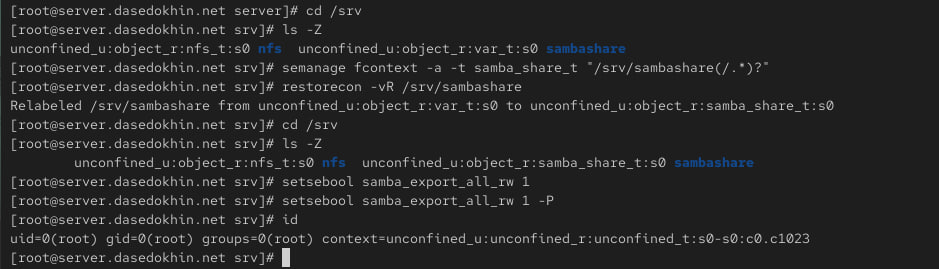 [root@server.dasedokhin.net server]# cd /srv
[root@server.dasedokhin.net srv]# ls -Z
unconfined_u:object_r:nfs_t:s0 nfs  unconfined_u:object_r:var_t:s0 sambashare
[root@server.dasedokhin.net srv]# semanage fcontext -a -t samba_share_t "/srv/sambashare(/.*)?"
[root@server.dasedokhin.net srv]# restorecon -vR /srv/sambashare
Relabeled /srv/sambashare from unconfined_u:object_r:var_t:s0 to unconfined_u:object_r:samba_share_t:s0
[root@server.dasedokhin.net srv]# cd /srv
[root@server.dasedokhin.net srv]# ls -Z
        unconfined_u:object_r:nfs_t:s0 nfs  unconfined_u:object_r:samba_share_t:s0 sambashare
[root@server.dasedokhin.net srv]# setsebool samba_export_all_rw 1
[root@server.dasedokhin.net srv]# setsebool samba_export_all_rw 1 -P
[root@server.dasedokhin.net srv]# id
uid=0(root) gid=0(root) groups=0(root) context=unconfined_u:unconfined_r:unconfined_t:s0-s0:c0.c1023
[root@server.dasedokhin.net srv]#